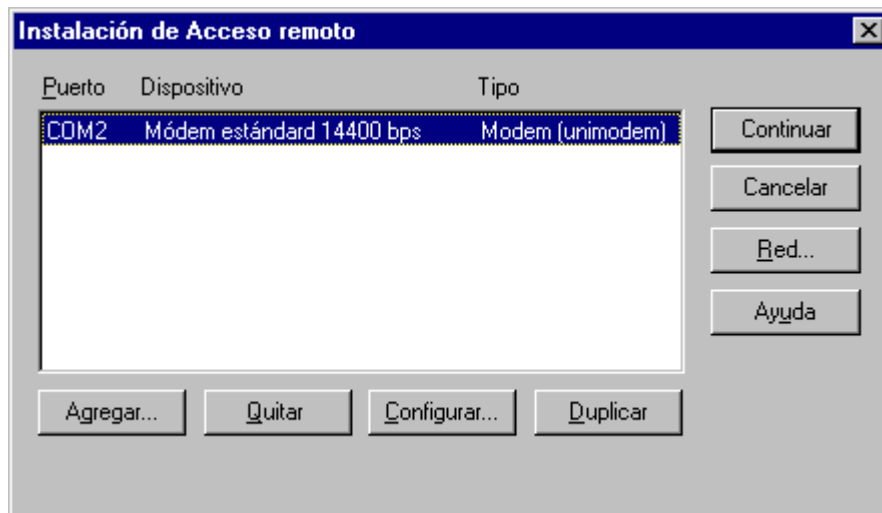 Instalación de Acceso remoto
Puerto Dispositivo Tipo
COM2 Módem estándard 14400 bps Modem (unimodem)
Continuar
Cancelar
Red...
Ayuda
Agregar... Quitar Configurar... Duplicar